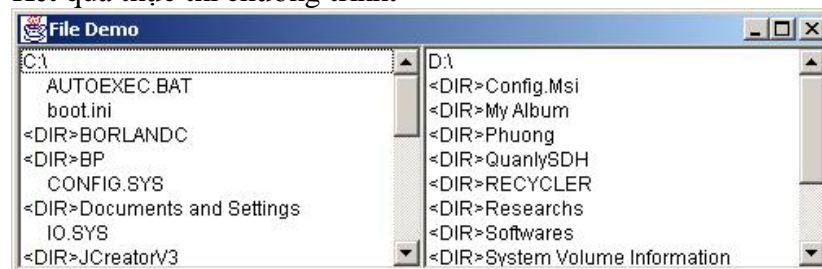 Kết quả thực thi chương trình:
File Demo
C:\
AUTOEXEC.BAT
boot.ini
<DIR>BORLANDC
<DIR>BP
CONFIG.SYS
<DIR>Documents and Settings
IO.SYS
<DIR>JCreatorV3
D:\
<DIR>Config.Msi
<DIR>My Album
<DIR>Phuong
<DIR>QuanlySDH
<DIR>RECYCLER
<DIR>Researchs
<DIR>Softwares
<DIR>System Volume Information